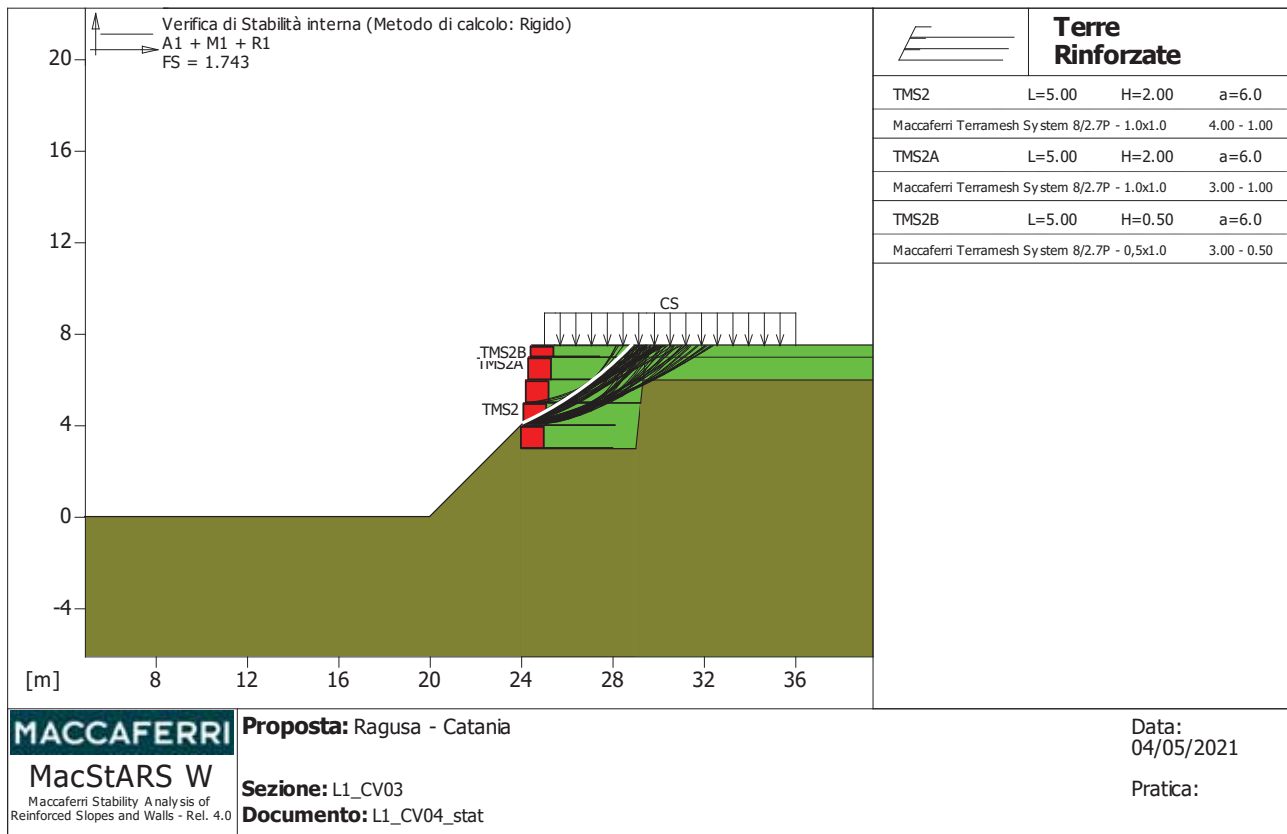 Verifica di Stabilità interna (Metodo di calcolo: Rigido)
A1 + M1 + R1
FS = 1.743
20
16
12
8
4
0
-4
[m]
8
12
16
20
24
28
32
36
CS
TMS2B
TMS2A
TMS2
Terre
Rinforzate
TMS2 L=5.00 H=2.00 a=6.0
Maccaferri Terramesh System 8/2.7P - 1.0x1.0 4.00 - 1.00
TMS2A L=5.00 H=2.00 a=6.0
Maccaferri Terramesh System 8/2.7P - 1.0x1.0 3.00 - 1.00
TMS2B L=5.00 H=0.50 a=6.0
Maccaferri Terramesh System 8/2.7P - 0,5x1.0 3.00 - 0.50
MACCAFERRI
MacStARS W
Maccaferri Stability Analysis of
Reinforced Slopes and Walls - Rel. 4.0
Proposta: Ragusa - Catania
Sezione: L1_CV03
Documento: L1_CV04_stat
Data:
04/05/2021
Pratica: